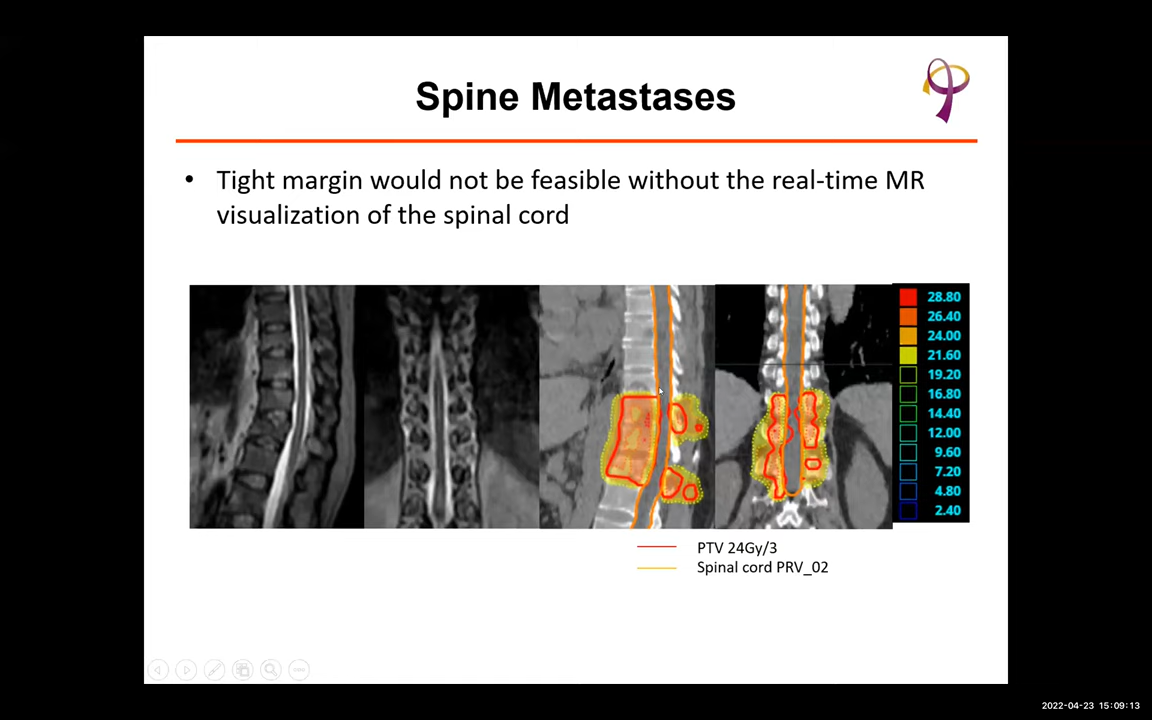 Spine Metastases
• Tight margin would not be feasible without the real-time MR
visualization of the spinal cord
28.80
26.40
24.00
21.60
19.20
16.80
14.40
12.00
9.60
7.20
4.80
2.40
PTV 24Gy/3
Spinal cord PRV_02
2022-04-23 15:09:13